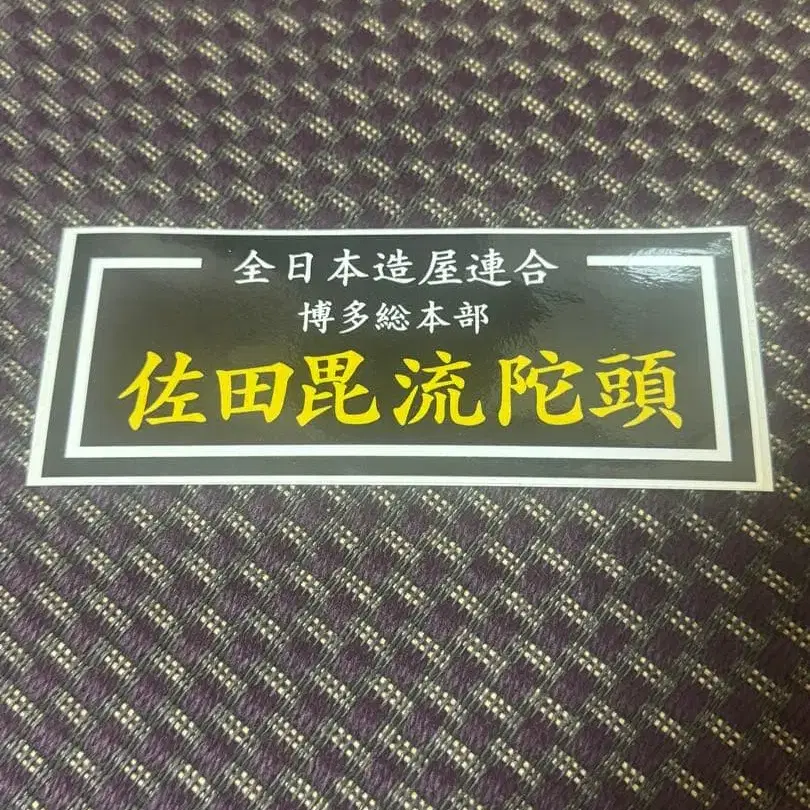 全日本造屋連合
博多総本部
佐田毘流陀頭